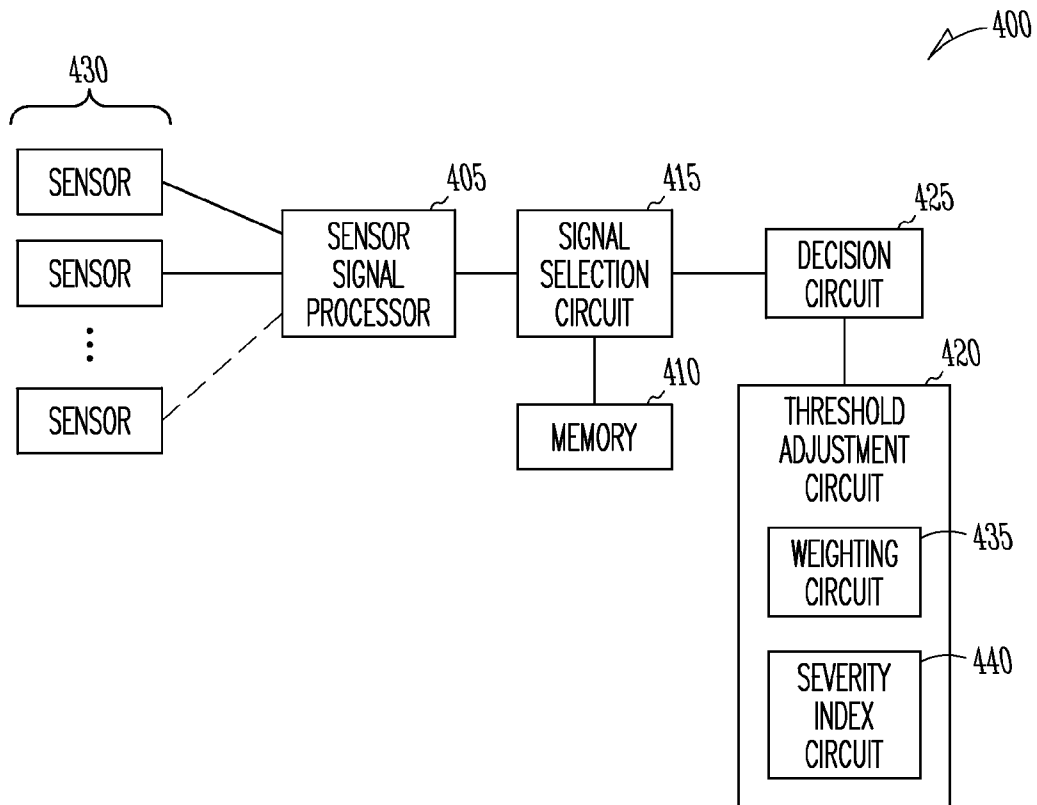 400
430
SENSOR
SENSOR
SENSOR
405
SENSOR
SIGNAL
PROCESSOR
415
SIGNAL
SELECTION
CIRCUIT
410
MEMORY
425
DECISION
CIRCUIT
420
THRESHOLD
ADJUSTMENT
CIRCUIT
435
WEIGHTING
CIRCUIT
440
SEVERITY
INDEX
CIRCUIT